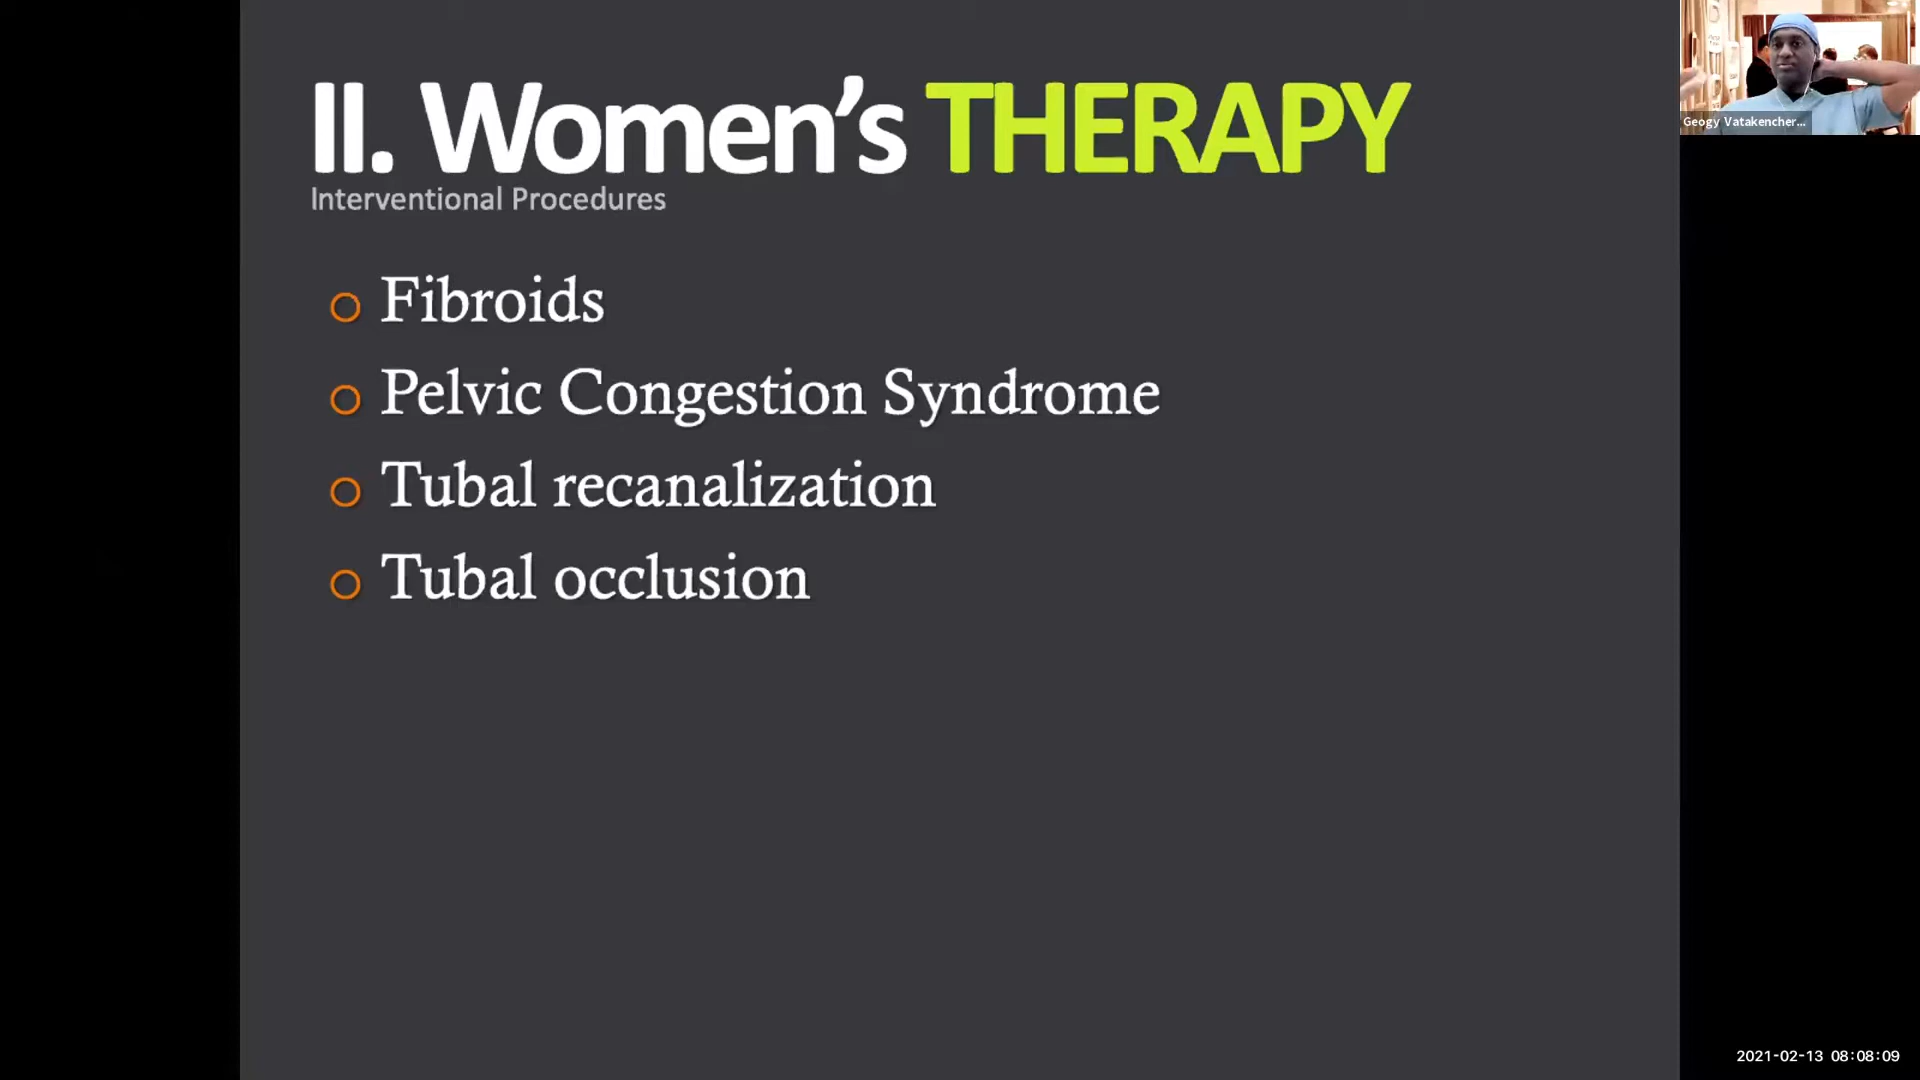 II. Women’s THERAPY
Interventional Procedures
Fibroids
Pelvic Congestion Syndrome
Tubal recanalization
Tubal occlusion
Geogy Vatakencher...
2021-02-13 08:08:09